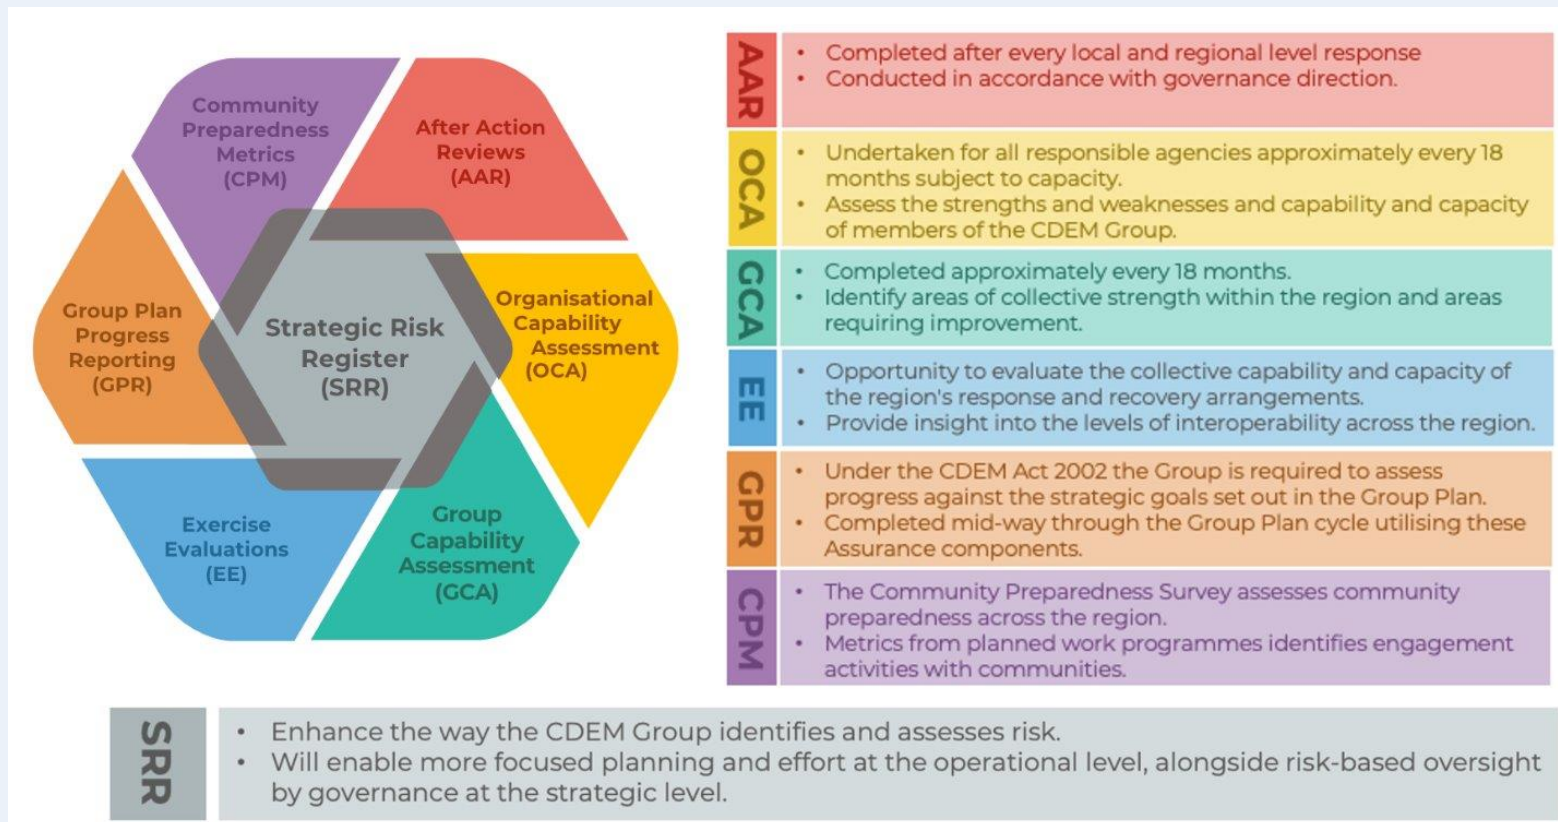 Community
Preparedness
Metrics
(CPM)
After Action
Reviews
(AAR)
Group Plan
Progress
Reporting
(GPR)
Strategic Risk
Register
(SRR)
Organisational
Capability
Assessment
(OCA)
Exercise
Evaluations
(EE)
Group
Capability
Assessment
(GCA)
AAR
• Completed after every local and regional level response
• Conducted in accordance with governance direction.
OCA
• Undertaken for all responsible agencies approximately every 18
months subject to capacity.
• Assess the strengths and weaknesses and capability and capacity
of members of the CDEM Group.
GCA
• Completed approximately every 18 months.
• Identify areas of collective strength within the region and areas
requiring improvement.
EE
• Opportunity to evaluate the collective capability and capacity of
the region's response and recovery arrangements.
• Provide insight into the levels of interoperability across the region.
GPR
• Under the CDEM Act 2002 the Group is required to assess
progress against the strategic goals set out in the Group Plan.
• Completed mid-way through the Group Plan cycle utilising these
Assurance components.
CPM
• The Community Preparedness Survey assesses community
preparedness across the region.
• Metrics from planned work programmes identifies engagement
activities with communities.
SRR
• Enhance the way the CDEM Group identifies and assesses risk.
• Will enable more focused planning and effort at the operational level, alongside risk-based oversight
by governance at the strategic level.